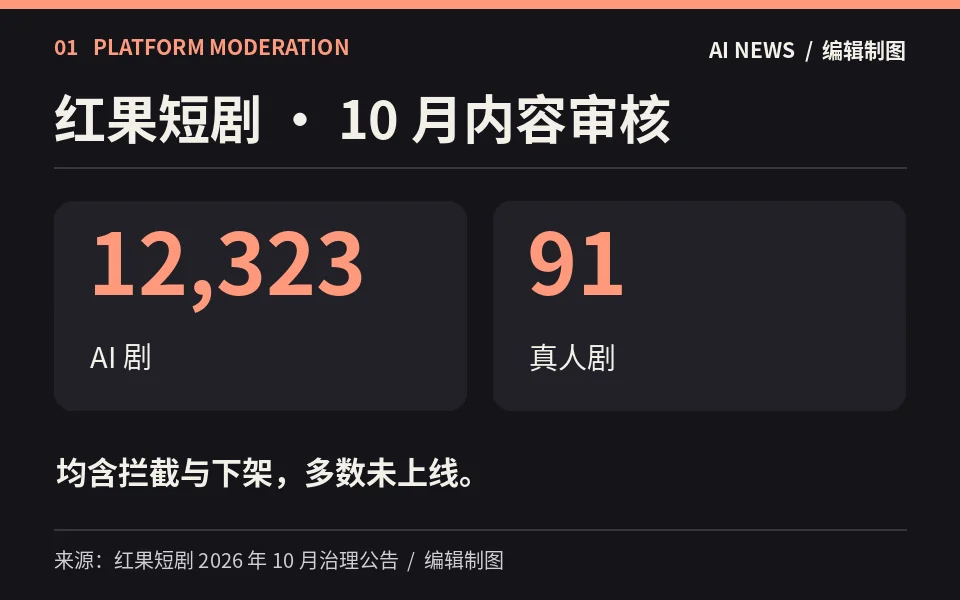 01 PLATFORM MODERATION
AI NEWS / 编辑制图
红果短剧 · 10 月内容审核
12,323
AI 剧
91
真人剧
均含拦截与下架，多数未上线。
来源：红果短剧 2026 年 10 月治理公告 / 编辑制图